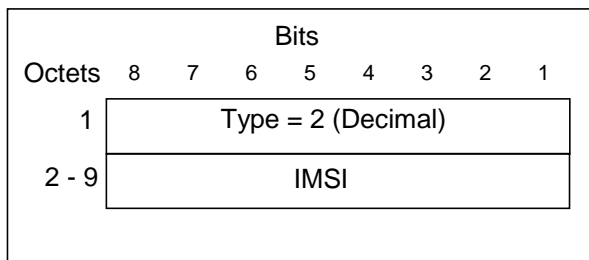 Bits
Octets 8 7 6 5 4 3 2 1
1 Type = 2 (Decimal)
2 - 9 IMSI